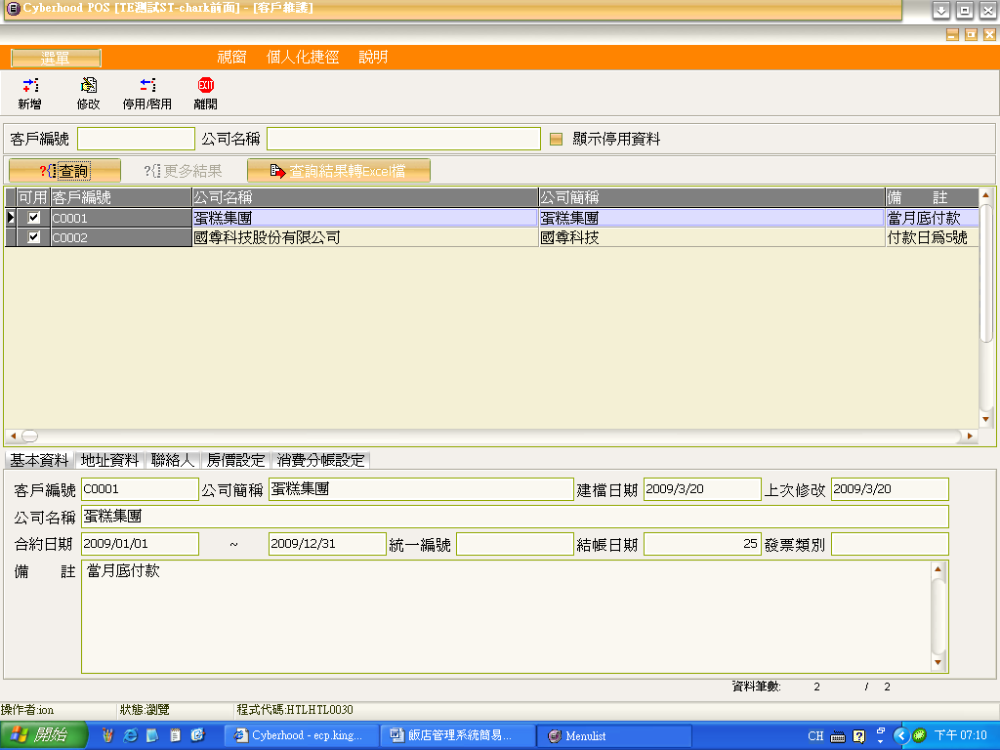 Cyberhood POS [TE測試ST-chark前面] - [客戶維護]
選單 視窗 個人化捷徑 說明
新增 修改 停用/啓用 EXIT 離開
客戶編號 公司名稱 顯示停用資料
?{}查詢 ?{}更多結果 查詢結果轉Excel檔
可用 客戶編號 公司名稱 公司簡稱 備 註
C0001 蛋糕集團 蛋糕集團 當月底付款
C0002 國尊科技股份有限公司 國尊科技 付款日爲5號
基本資料 地址資料 聯絡人 房價設定 消費分帳設定
客戶編號 C0001 公司簡稱 蛋糕集團 建檔日期 2009/3/20 上次修改 2009/3/20
公司名稱 蛋糕集團
合約日期 2009/01/01 ~ 2009/12/31 統一編號 結帳日期 25 發票類別
備 註 當月底付款
資料筆數: 2 / 2
操作者:ion 狀態:瀏覽 程式代碼:HTLHTL0030
開始 Cyberhood - ecp king... 飯店管理系統簡易... Menulist CH 下午 07:10